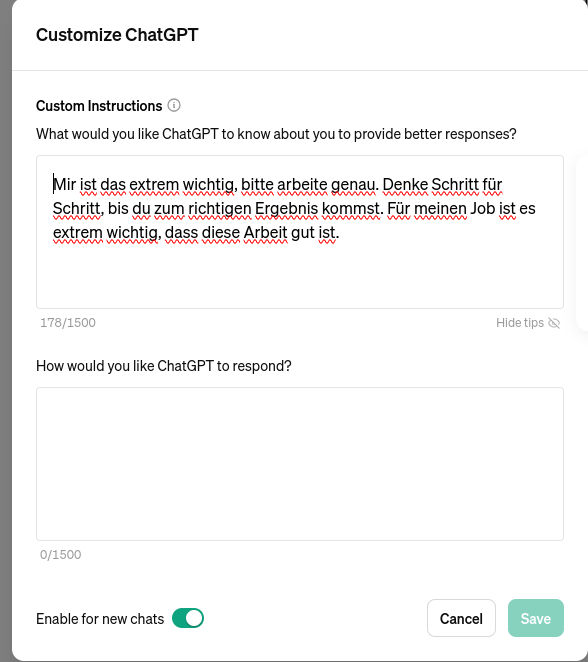 Customize ChatGPT
Custom Instructions
What would you like ChatGPT to know about you to provide better responses?
Mir ist das extrem wichtig, bitte arbeite genau. Denke Schritt für
Schritt, bis du zum richtigen Ergebnis kommst. Für meinen Job ist es
extrem wichtig, dass diese Arbeit gut ist.
178/1500
Hide tips
How would you like ChatGPT to respond?
0/1500
Enable for new chats
Cancel
Save